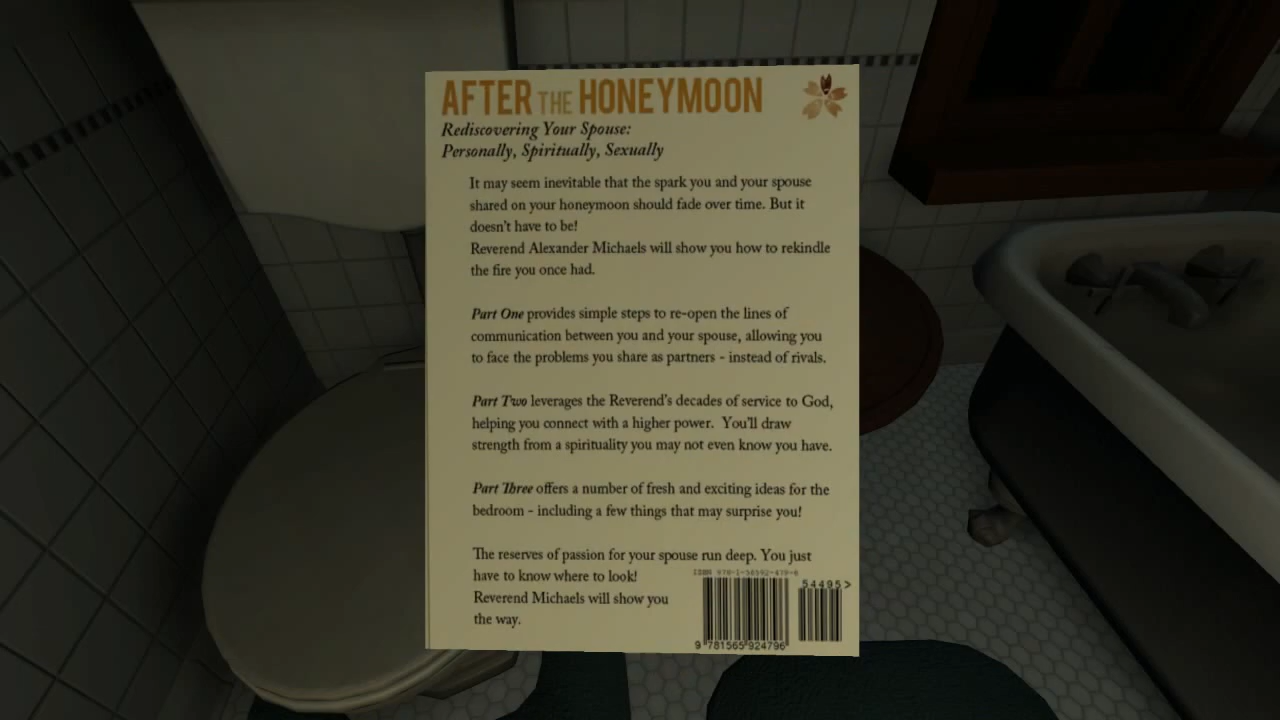 AFTER THE HONEYMOON
Rediscovering Your Spouse:
Personally, Spiritually, Sexually
It may seem inevitable that the spark you and your spouse
shared on your honeymoon should fade over time. But it
doesn't have to be!
Reverend Alexander Michaels will show you how to rekindle
the fire you once had.
Part One provides simple steps to re-open the lines of
communication between you and your spouse, allowing you
to face the problems you share as partners - instead of rivals.
Part Two leverages the Reverend's decades of service to God,
helping you connect with a higher power. You'll draw
strength from a spirituality you may not even know you have.
Part Three offers a number of fresh and exciting ideas for the
bedroom - including a few things that may surprise you!
The reserves of passion for your spouse run deep. You just
have to know where to look!
Reverend Michaels will show you
the way.
54495>
9 781565 924796